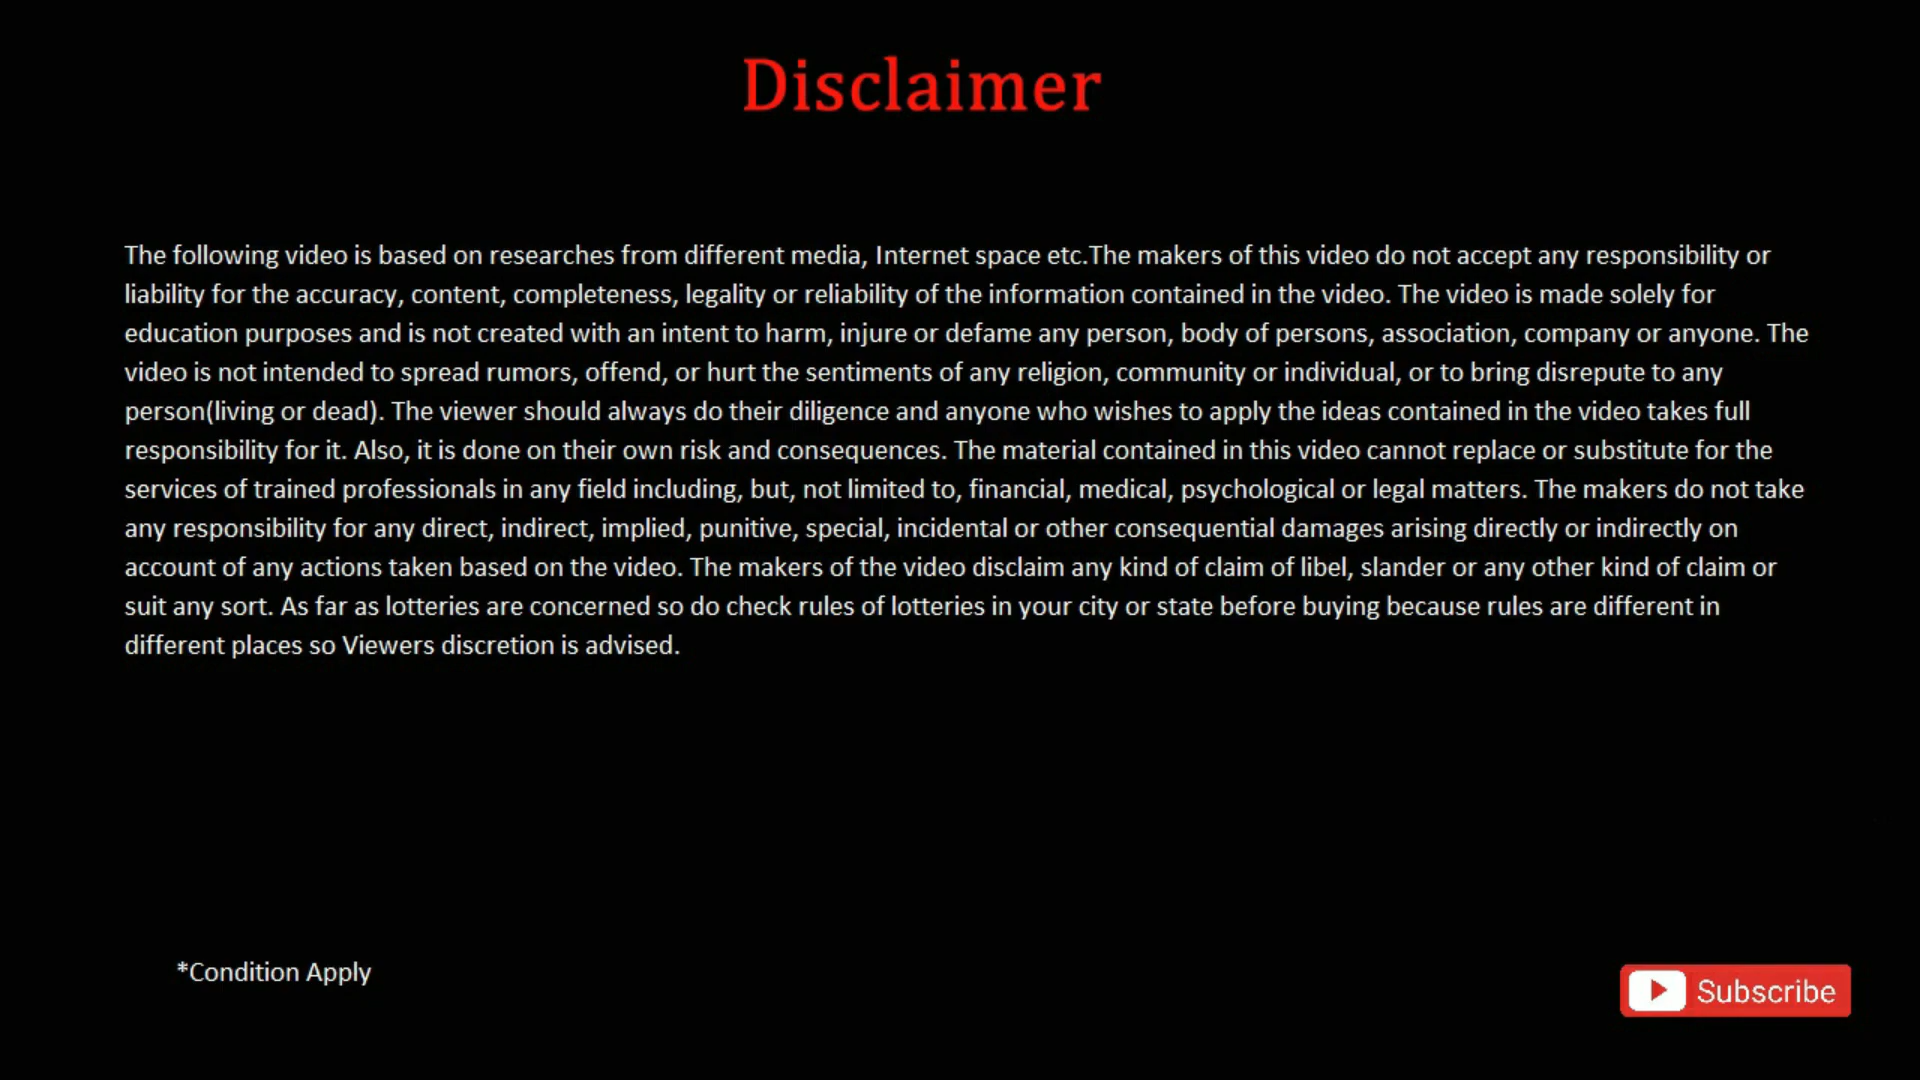 Disclaimer
The following video is based on researches from different media, Internet space etc.The makers of this video do not accept any responsibility or
liability for the accuracy, content, completeness, legality or reliability of the information contained in the video. The video is made solely for
education purposes and is not created with an intent to harm, injure or defame any person, body of persons, association, company or anyone. The
video is not intended to spread rumors, offend, or hurt the sentiments of any religion, community or individual, or to bring disrepute to any
person(living or dead). The viewer should always do their diligence and anyone who wishes to apply the ideas contained in the video takes full
responsibility for it. Also, it is done on their own risk and consequences. The material contained in this video cannot replace or substitute for the
services of trained professionals in any field including, but, not limited to, financial, medical, psychological or legal matters. The makers do not take
any responsibility for any direct, indirect, implied, punitive, special, incidental or other consequential damages arising directly or indirectly on
account of any actions taken based on the video. The makers of the video disclaim any kind of claim of libel, slander or any other kind of claim or
suit any sort. As far as lotteries are concerned so do check rules of lotteries in your city or state before buying because rules are different in
different places so Viewers discretion is advised.
*Condition Apply
Subscribe